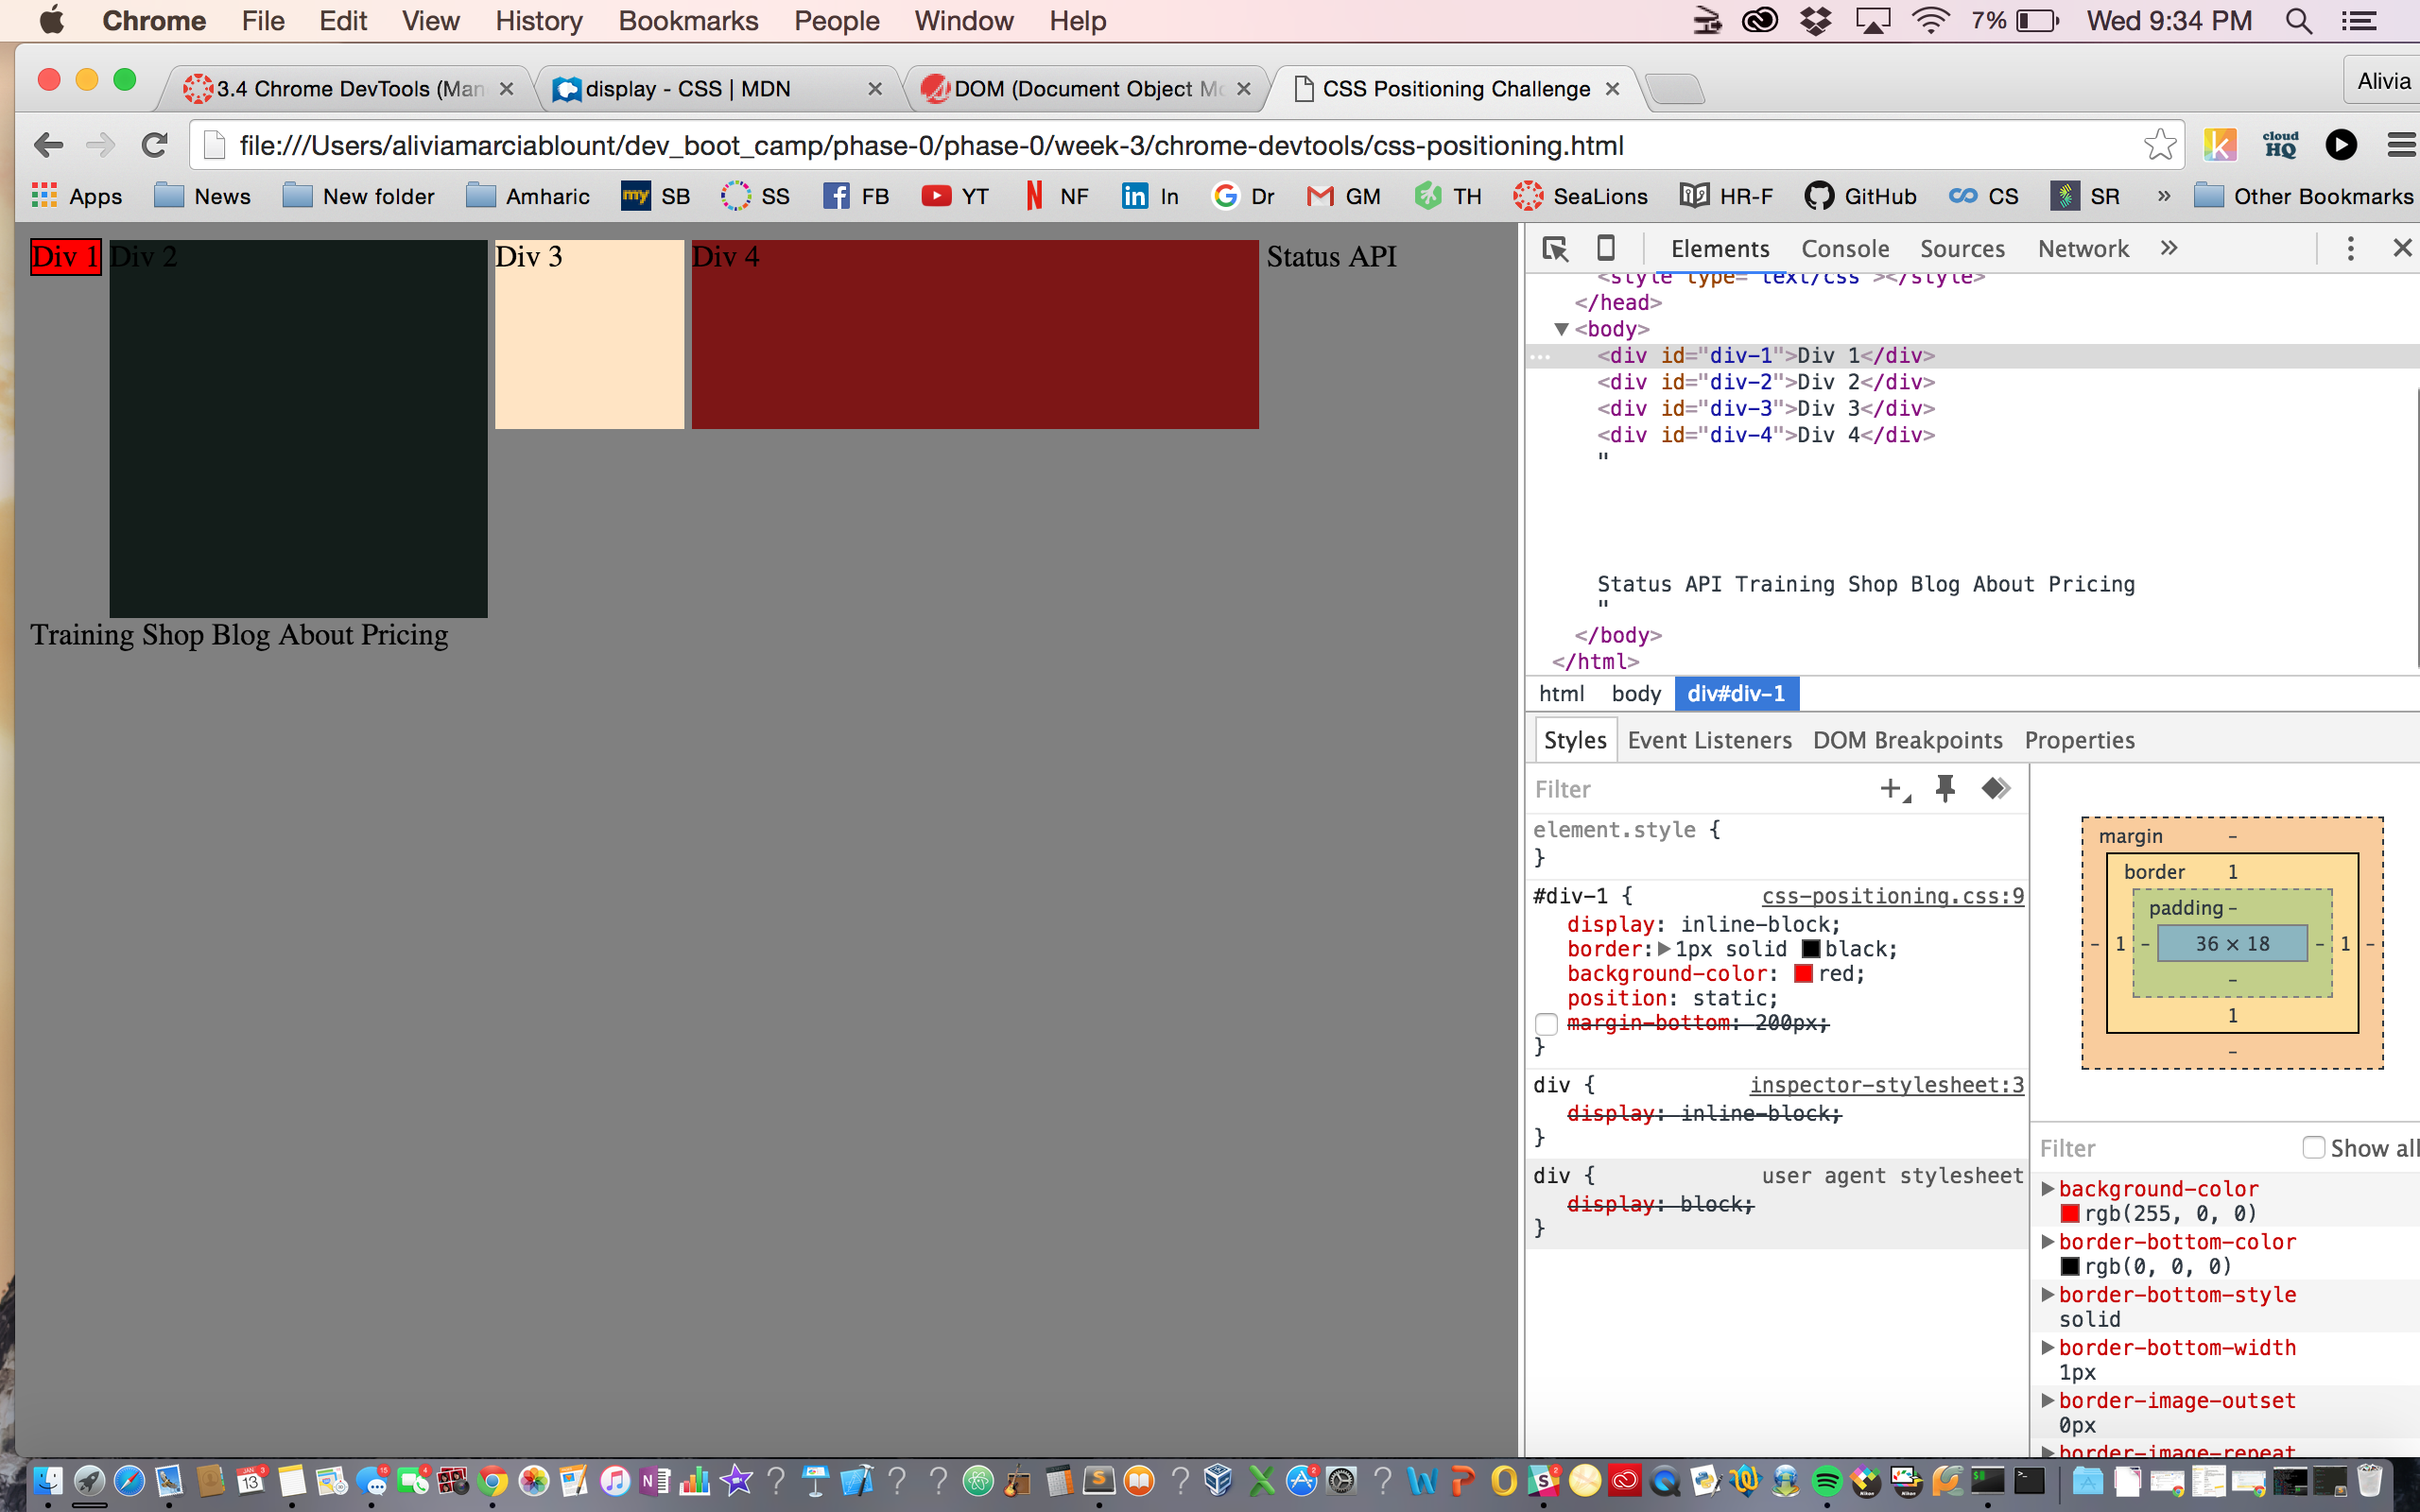 Chrome File Edit View History Bookmarks People Window Help 7% Wed 9:34 PM
3.4 Chrome DevTools (Man display - CSS | MDN DOM (Document Object Mo CSS Positioning Challenge Alivia
file:///Users/aliviamarciablount/dev_boot_camp/phase-0/phase-0/week-3/chrome-devtools/css-positioning.html k cloud HQ
Apps News New folder Amharic my SB SS FB YT NF in In Dr GM TH SeaLions HR-F GitHub CS SR » Other Bookmarks
Div 1 Div 2 Div 3 Div 4 Status API
Training Shop Blog About Pricing
Elements Console Sources Network »
<style type="text/css"></style>
</head>
<body>
<div id="div-1">Div 1</div>
<div id="div-2">Div 2</div>
<div id="div-3">Div 3</div>
<div id="div-4">Div 4</div>
"
Status API Training Shop Blog About Pricing
"
</body>
</html>
html body div#div-1
Styles Event Listeners DOM Breakpoints Properties
Filter
element.style {
}
#div-1 { css-positioning.css:9
display: inline-block;
border: 1px solid black;
background-color: red;
position: static;
margin-bottom: 200px;
}
div { inspector-stylesheet:3
display: inline-block;
}
div { user agent stylesheet
display: block;
}
margin -
border 1
padding -
- 1 - 36 × 18 - 1 -
-
1
-
Filter Show all
background-color
rgb(255, 0, 0)
border-bottom-color
rgb(0, 0, 0)
border-bottom-style
solid
border-bottom-width
1px
border-image-outset
0px
border-image-repeat